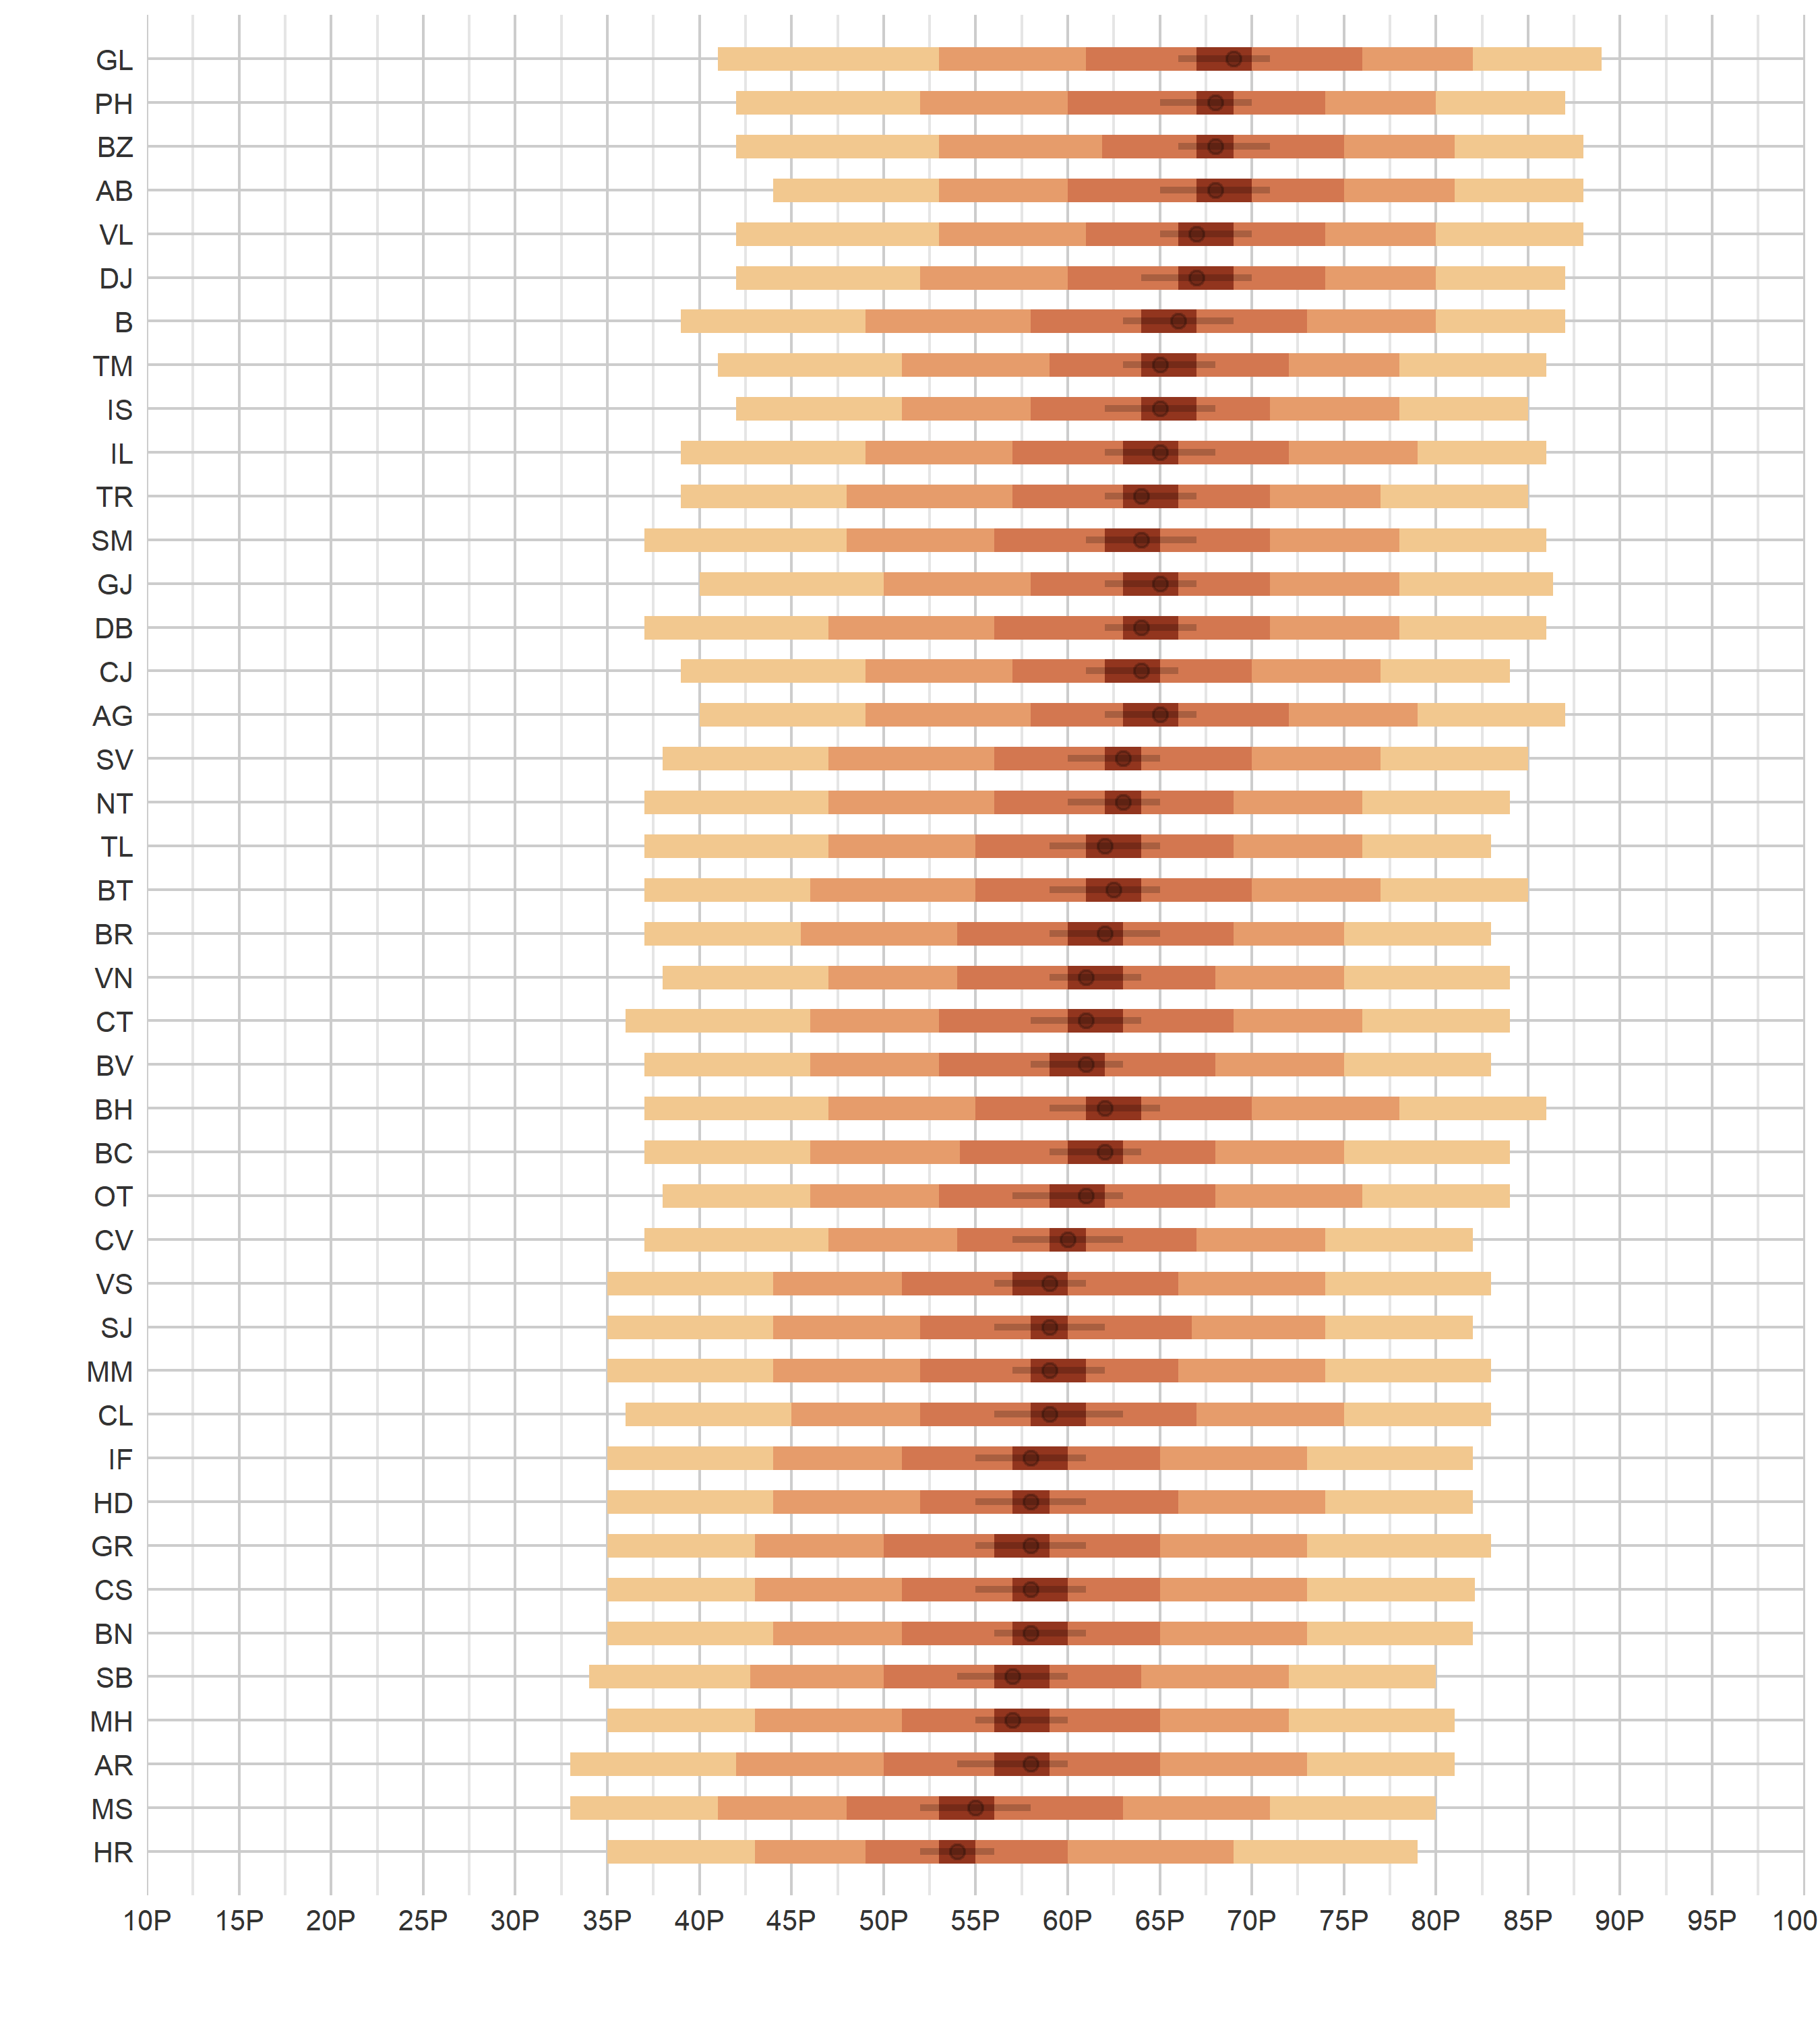 GL
PH
BZ
AB
VL
DJ
B
TM
IS
IL
TR
SM
GJ
DB
CJ
AG
SV
NT
TL
BT
BR
VN
CT
BV
BH
BC
OT
CV
VS
SJ
MM
CL
IF
HD
GR
CS
BN
SB
MH
AR
MS
HR
10P 15P 20P 25P 30P 35P 40P 45P 50P 55P 60P 65P 70P 75P 80P 85P 90P 95P 100